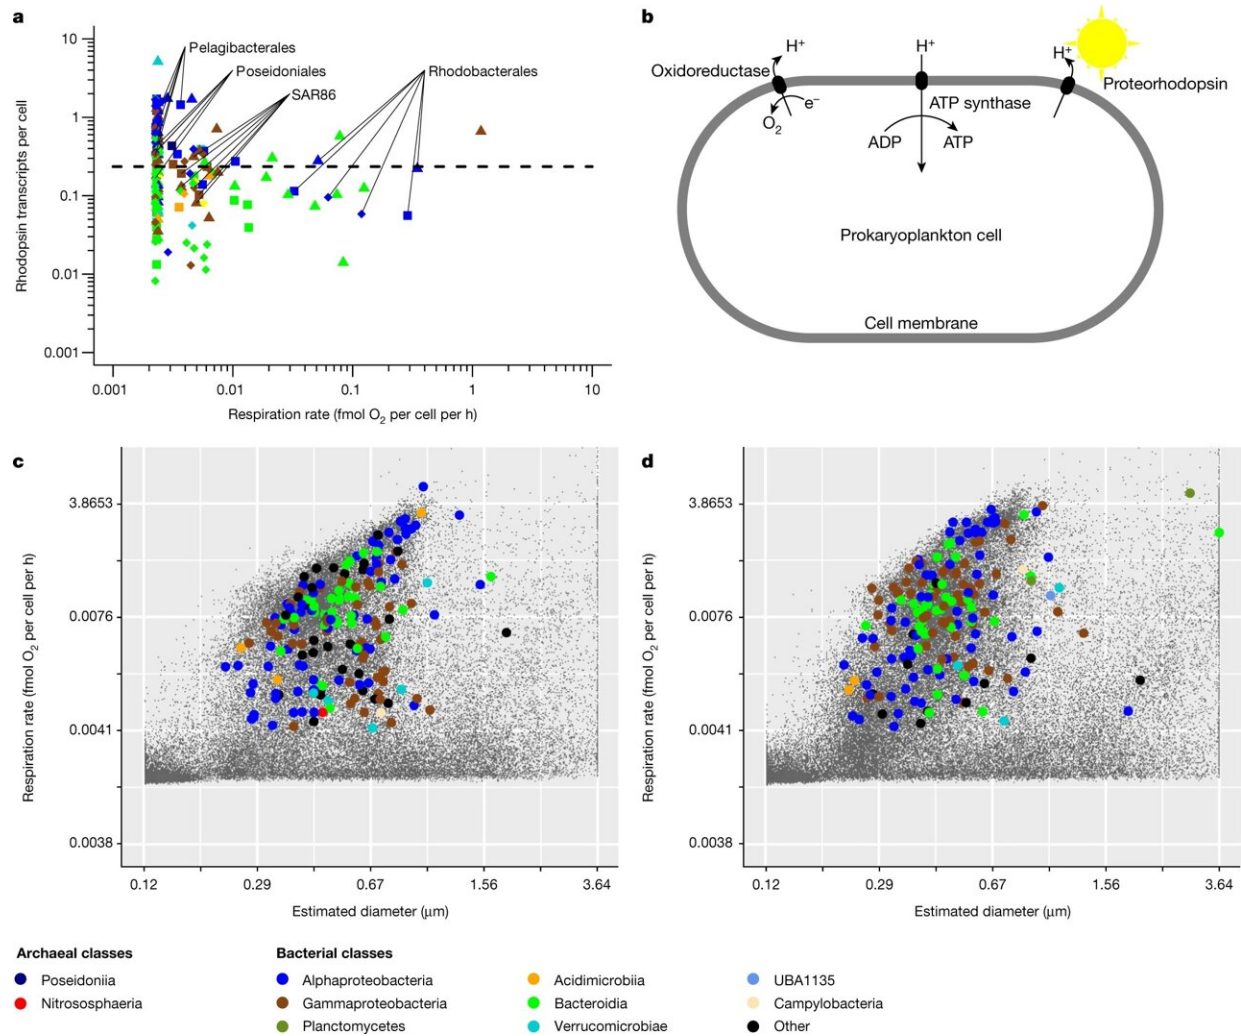 a
10
1
0.1
0.01
0.001
Rhodopsin transcripts per cell
Pelagibacterales
Poseidoniales
SAR86
Rhodobacterales
0.001 0.01 0.1 1 10
Respiration rate (fmol O₂ per cell per h)
b
H⁺
H⁺
H⁺
Oxidoreductase
Proteorhodopsin
e⁻
O₂
ATP synthase
ADP
ATP
Prokaryoplankton cell
Cell membrane
c
3.8653
0.0076
0.0041
0.0038
Respiration rate (fmol O₂ per cell per h)
0.12 0.29 0.67 1.56 3.64
Estimated diameter (μm)
d
3.8653
0.0076
0.0041
0.0038
Respiration rate (fmol O₂ per cell per h)
0.12 0.29 0.67 1.56 3.64
Estimated diameter (μm)
Archaeal classes
Poseidoniia
Nitrososphaeria
Bacterial classes
Alphaproteobacteria
Gammaproteobacteria
Planctomycetes
Acidimicrobiia
Bacteroidia
Verrucomicrobiae
UBA1135
Campylobacteria
Other